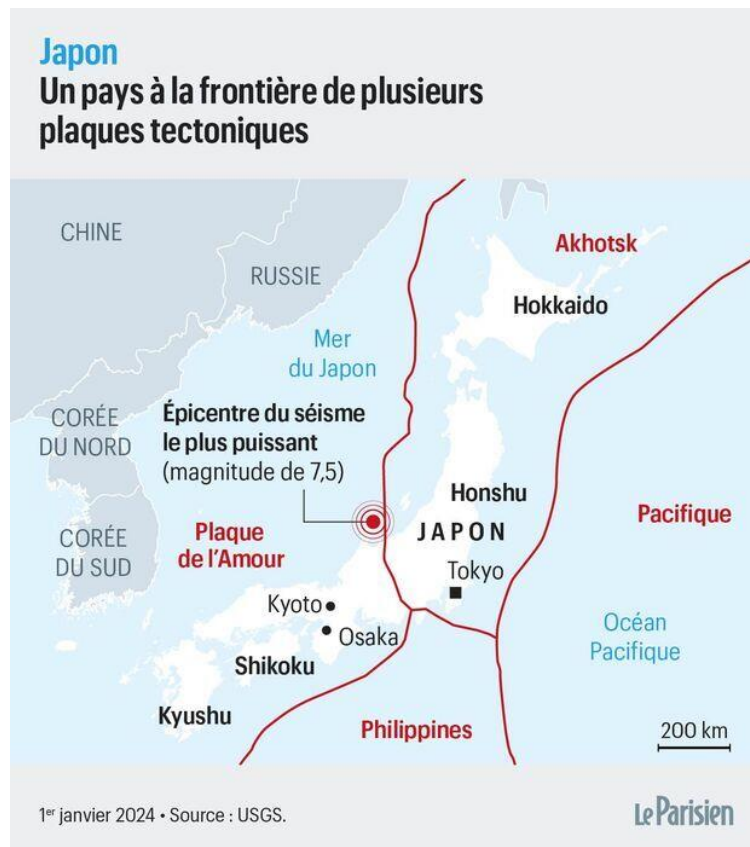 Japon
Un pays à la frontière de plusieurs
plaques tectoniques
CHINE
RUSSIE
Akhotsk
Hokkaido
Mer
du Japon
CORÉE
DU NORD
Épicentre du séisme
le plus puissant
(magnitude de 7,5)
Honshu
JAPON
Pacifique
CORÉE
DU SUD
Plaque
de l'Amour
Tokyo
Kyoto
Osaka
Océan
Pacifique
Shikoku
Kyushu
Philippines
200 km
1er janvier 2024 • Source : USGS.
Le Parisien